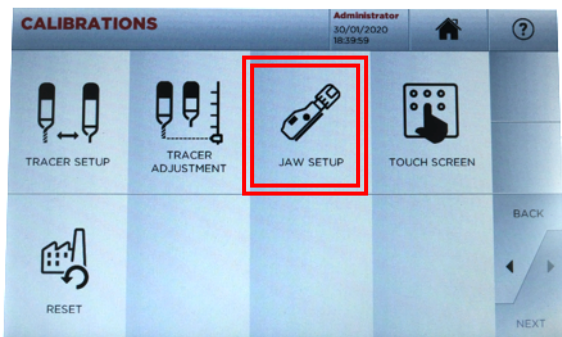 CALIBRATIONS
Administrator
30/01/2020
18:39:59
?
TRACER SETUP
TRACER
ADJUSTMENT
JAW SETUP
TOUCH SCREEN
BACK
RESET
NEXT